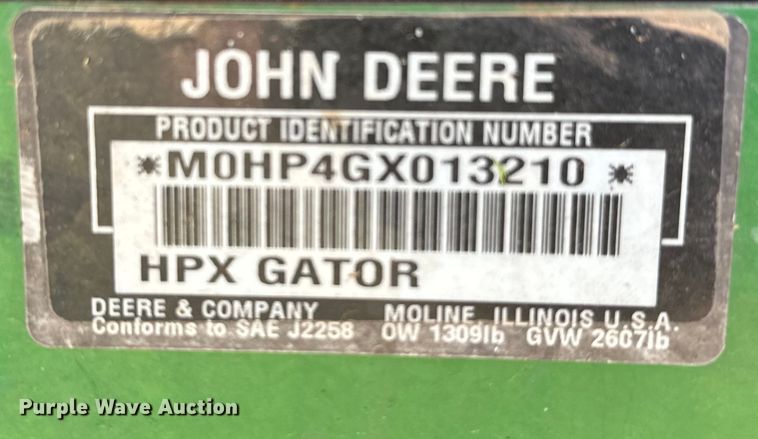 JOHN DEERE
PRODUCT IDENTIFICATION NUMBER
*M0HP4GX013210*
HPX GATOR
DEERE & COMPANY MOLINE, ILLINOIS U.S.A.
Conforms to SAE J2258 OW 1309lb GVW 2607lb
Purple Wave Auction